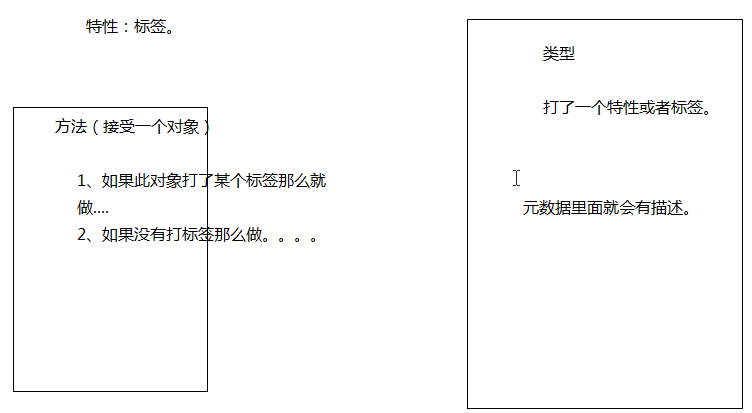 特性：标签。
类型
打了一个特性或者标签。
方法（接受一个对象）
1、如果此对象打了某个标签那么就
做....
2、如果没有打标签那么做。。。。
元数据里面就会有描述。